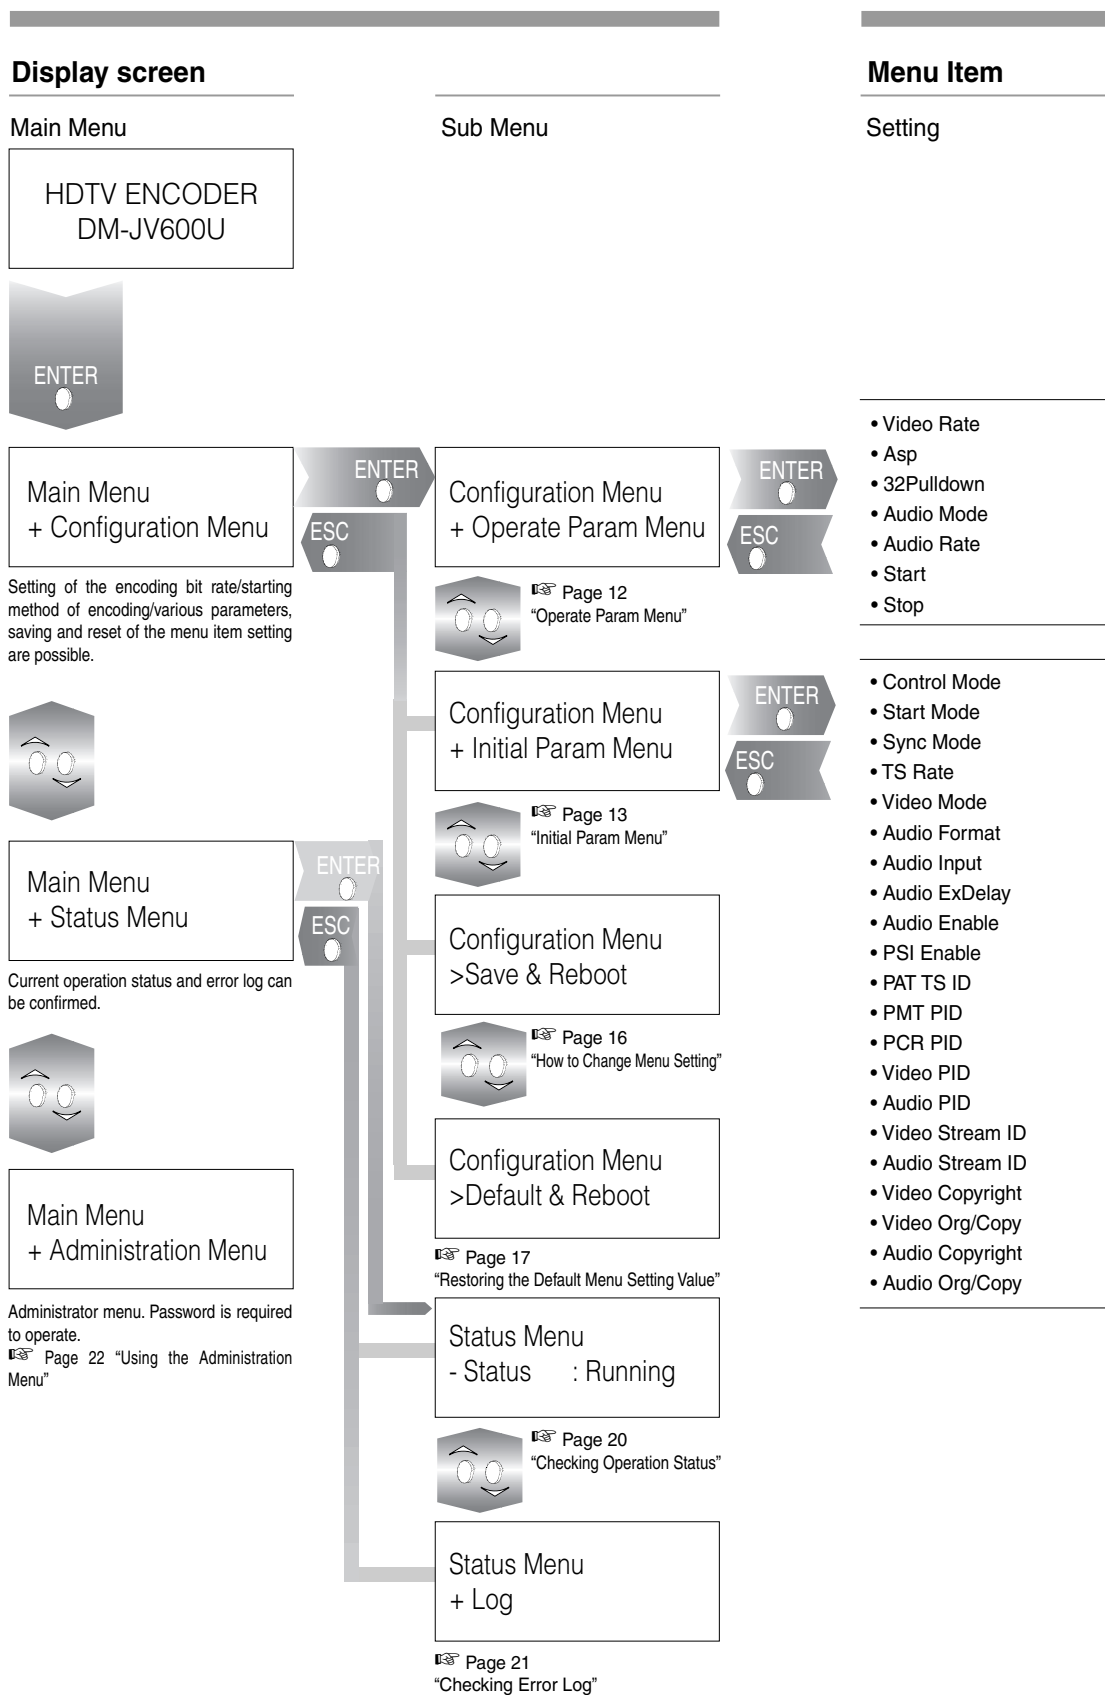 Display screen
Menu Item
Main Menu
Sub Menu
Setting
HDTV ENCODER
DM-JV600U
ENTER
Main Menu
+ Configuration Menu
ENTER
ESC
Setting of the encoding bit rate/starting
method of encoding/various parameters,
saving and reset of the menu item setting
are possible.
Main Menu
+ Status Menu
ENTER
ESC
Current operation status and error log can
be confirmed.
Main Menu
+ Administration Menu
Administrator menu. Password is required
to operate.
☞ Page 22 “Using the Administration
Menu”
Configuration Menu
+ Operate Param Menu
ENTER
ESC
☞ Page 12
“Operate Param Menu”
Configuration Menu
+ Initial Param Menu
ENTER
ESC
☞ Page 13
“Initial Param Menu”
Configuration Menu
>Save & Reboot
☞ Page 16
“How to Change Menu Setting”
Configuration Menu
>Default & Reboot
☞ Page 17
“Restoring the Default Menu Setting Value”
Status Menu
- Status : Running
☞ Page 20
“Checking Operation Status”
Status Menu
+ Log
☞ Page 21
“Checking Error Log”
• Video Rate
• Asp
• 32Pulldown
• Audio Mode
• Audio Rate
• Start
• Stop
• Control Mode
• Start Mode
• Sync Mode
• TS Rate
• Video Mode
• Audio Format
• Audio Input
• Audio ExDelay
• Audio Enable
• PSI Enable
• PAT TS ID
• PMT PID
• PCR PID
• Video PID
• Audio PID
• Video Stream ID
• Audio Stream ID
• Video Copyright
• Video Org/Copy
• Audio Copyright
• Audio Org/Copy